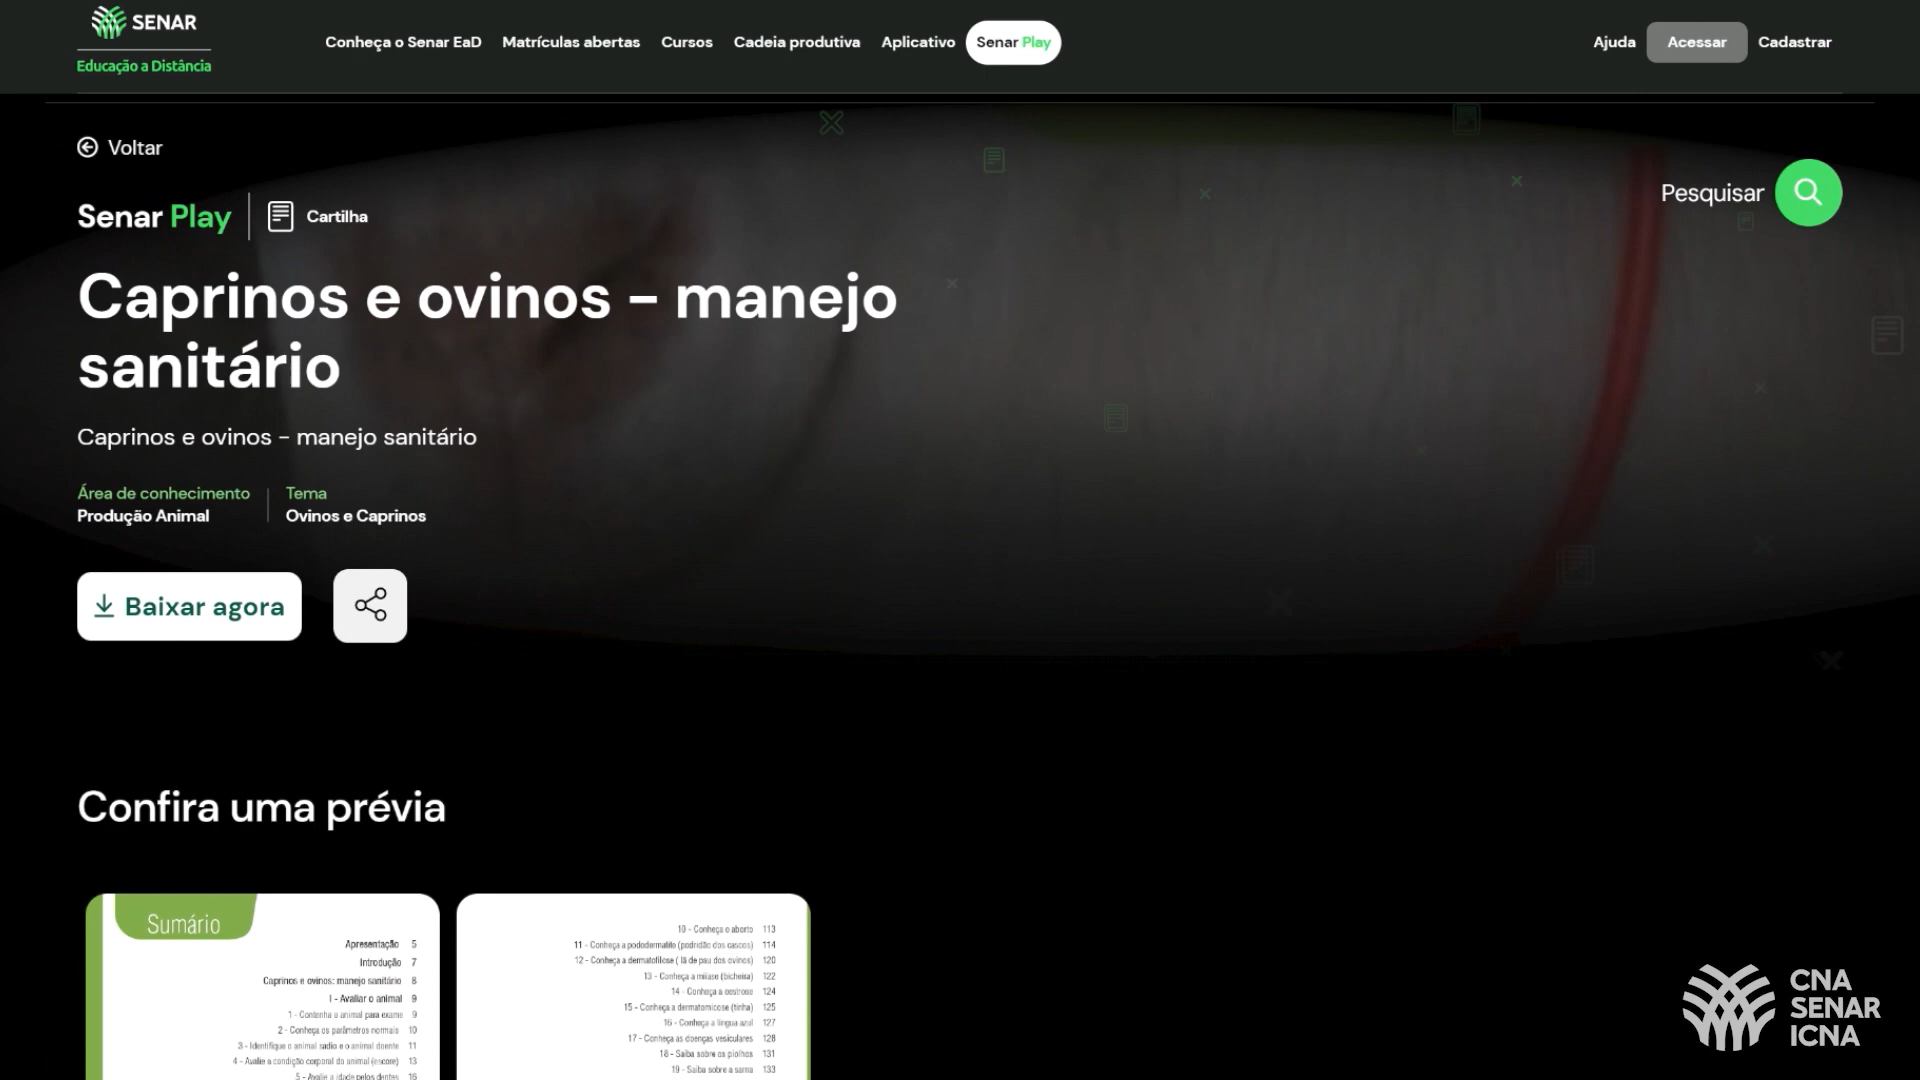 SENAR
Educação a Distância
Conheça o Senar EaD
Matrículas abertas
Cursos
Cadeia produtiva
Aplicativo
Senar Play
Ajuda
Acessar
Cadastrar
Voltar
Senar Play
Cartilha
Pesquisar
Caprinos e ovinos - manejo
sanitário
Caprinos e ovinos - manejo sanitário
Área de conhecimento
Produção Animal
Tema
Ovinos e Caprinos
Baixar agora
Confira uma prévia
Sumário
Apresentação 5
Introdução 7
Caprinos e ovinos: manejo sanitário 8
I - Avaliar o animal 9
1 - Contenha o animal para exame 9
2 - Conheça os parâmetros normais 10
3 - Identifique o animal sadio e o animal doente 11
4 - Avalie a condição corporal do animal (escore) 13
5 - Avalie a idade pelos dentes 16
10 - Conheça o aborto 113
11 - Conheça a pododermatite (podridão dos cascos) 114
12 - Conheça a dermatofilose ( lã de pau dos ovinos) 120
13 - Conheça a miíase (bicheira) 122
14 - Conheça a oestrose 124
15 - Conheça a dermatomicose (tinha) 125
16 - Conheça a língua azul 127
17 - Conheça as doenças vesiculares 128
18 - Saiba sobre os piolhos 131
19 - Saiba sobre a sarna 133
CNA
SENAR
ICNA